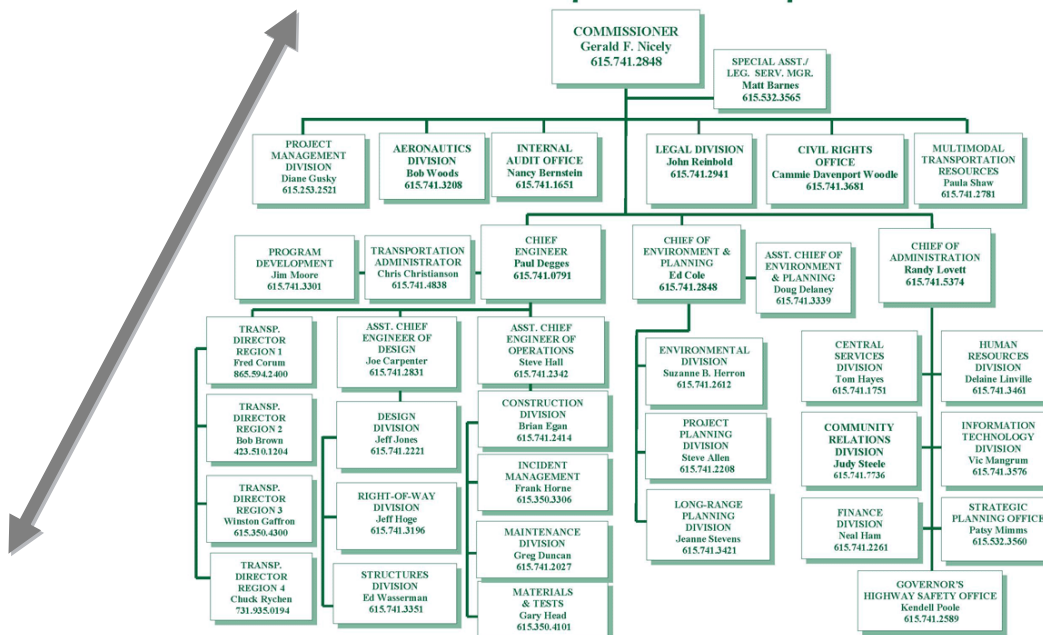 COMMISSIONER
Gerald F. Nicely
615.741.2848
SPECIAL ASST./
LEG. SERV. MGR.
Matt Barnes
615.532.3565
PROJECT
MANAGEMENT
DIVISION
Diane Gusky
615.253.2521
AERONAUTICS
DIVISION
Bob Woods
615.741.3208
INTERNAL
AUDIT OFFICE
Nancy Bernstein
615.741.1651
LEGAL DIVISION
John Reinbold
615.741.2941
CIVIL RIGHTS
OFFICE
Cammie Davenport Woodle
615.741.3681
MULTIMODAL
TRANSPORTATION
RESOURCES
Paula Shaw
615.741.2781
PROGRAM
DEVELOPMENT
Jim Moore
615.741.3301
TRANSPORTATION
ADMINISTRATOR
Chris Christianson
615.741.4838
CHIEF
ENGINEER
Paul Degges
615.741.0791
CHIEF OF
ENVIRONMENT &
PLANNING
Ed Cole
615.741.2848
ASST. CHIEF OF
ENVIRONMENT
& PLANNING
Doug Delaney
615.741.3339
CHIEF OF
ADMINISTRATION
Randy Lovett
615.741.5374
TRANSP.
DIRECTOR
REGION 1
Fred Corum
865.594.2400
ASST. CHIEF
ENGINEER OF
DESIGN
Joe Carpenter
615.741.2831
ASST. CHIEF
ENGINEER OF
OPERATIONS
Steve Hall
615.741.2342
ENVIRONMENTAL
DIVISION
Suzanne B. Herron
615.741.2612
CENTRAL
SERVICES
DIVISION
Tom Hayes
615.741.1751
HUMAN
RESOURCES
DIVISION
Delaine Linville
615.741.3461
TRANSP.
DIRECTOR
REGION 2
Bob Brown
423.510.1204
DESIGN
DIVISION
Jeff Jones
615.741.2221
CONSTRUCTION
DIVISION
Brian Egan
615.741.2414
PROJECT
PLANNING
DIVISION
Steve Allen
615.741.2208
COMMUNITY
RELATIONS
DIVISION
Judy Steele
615.741.7736
INFORMATION
TECHNOLOGY
DIVISION
Vic Mangrum
615.741.3576
TRANSP.
DIRECTOR
REGION 3
Winston Gaffron
615.350.4300
RIGHT-OF-WAY
DIVISION
Jeff Hoge
615.741.3196
INCIDENT
MANAGEMENT
Frank Horne
615.350.3306
LONG-RANGE
PLANNING
DIVISION
Jeanne Stevens
615.741.3421
FINANCE
DIVISION
Neal Ham
615.741.2261
STRATEGIC
PLANNING OFFICE
Patsy Mimms
615.532.3560
MAINTENANCE
DIVISION
Greg Duncan
615.741.2027
TRANSP.
DIRECTOR
REGION 4
Chuck Rychen
731.935.0194
STRUCTURES
DIVISION
Ed Wasserman
615.741.3351
MATERIALS
& TESTS
Gary Head
615.350.4101
GOVERNOR'S
HIGHWAY SAFETY OFFICE
Kendell Poole
615.741.2589